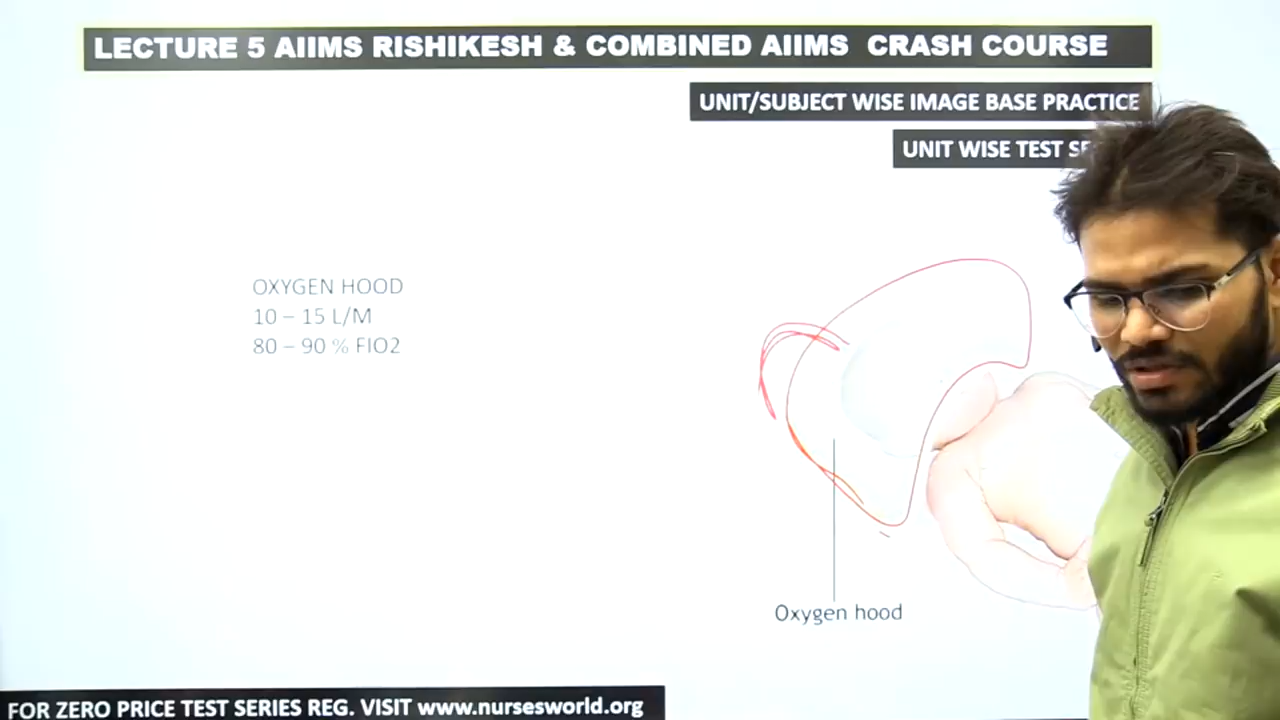 LECTURE 5 AIIMS RISHIKESH & COMBINED AIIMS CRASH COURSE
UNIT/SUBJECT WISE IMAGE BASE PRACTICE
UNIT WISE TEST
OXYGEN HOOD
10 – 15 L/M
80 – 90 % FIO2
Oxygen hood
FOR ZERO PRICE TEST SERIES REG. VISIT www.nursesworld.org